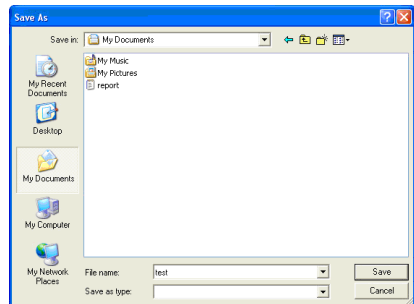 Save As
Save in: My Documents
My Recent
Documents
Desktop
My Documents
My Computer
My Network
Places
My Music
My Pictures
report
File name: test Save
Save as type: Cancel